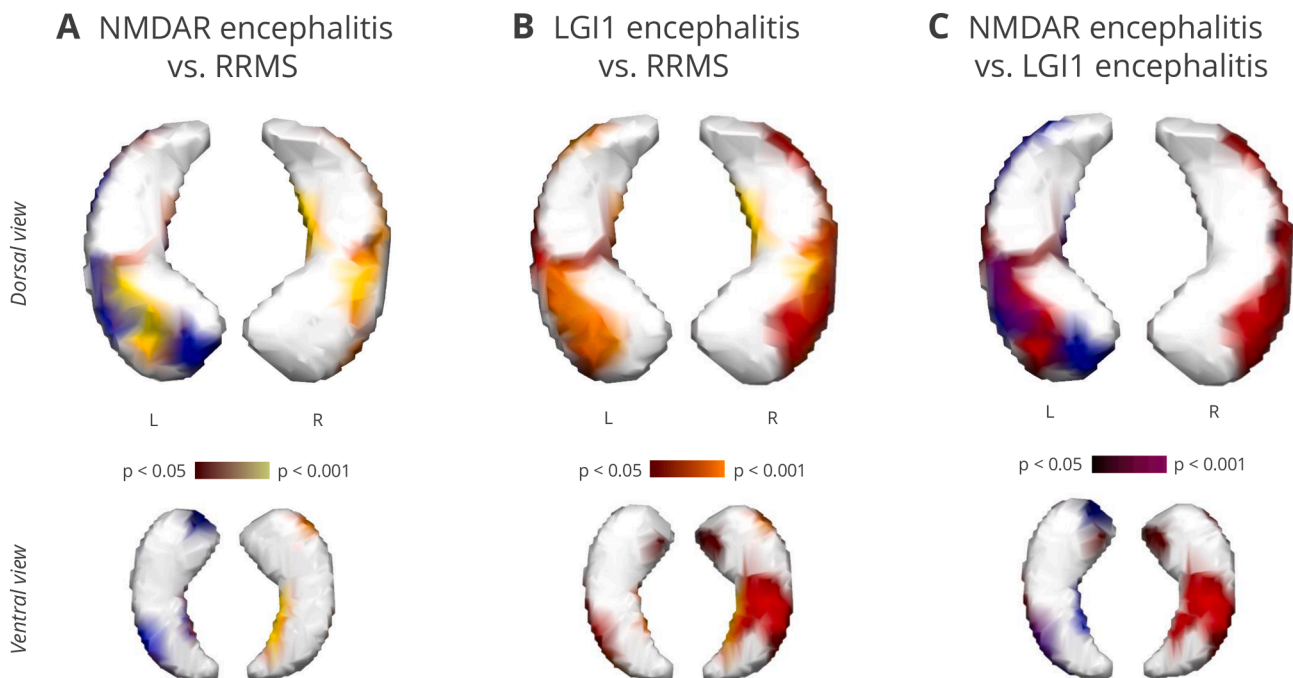 A NMDAR encephalitis
vs. RRMS
B LGI1 encephalitis
vs. RRMS
C NMDAR encephalitis
vs. LGI1 encephalitis
Dorsal view
L R
L R
L R
p < 0.05 p < 0.001
p < 0.05 p < 0.001
p < 0.05 p < 0.001
Ventral view